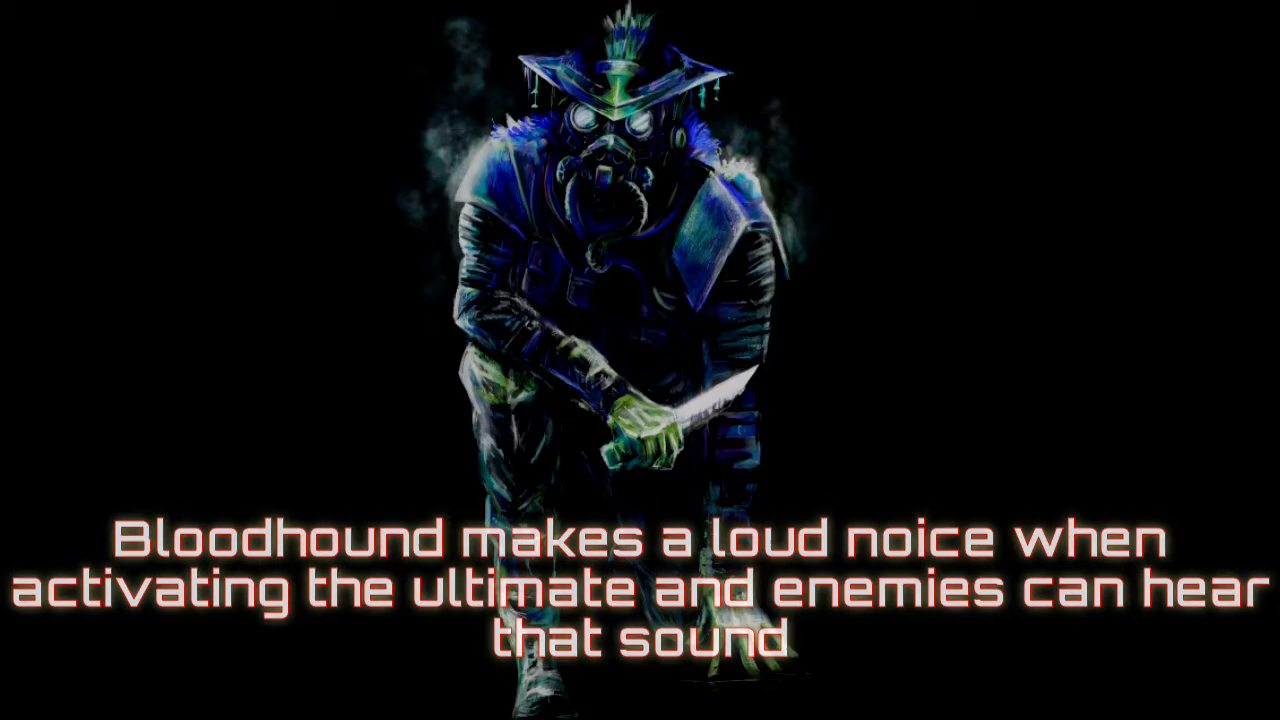 Bloodhound makes a loud noice when
activating the ultimate and enemies can hear
that sound